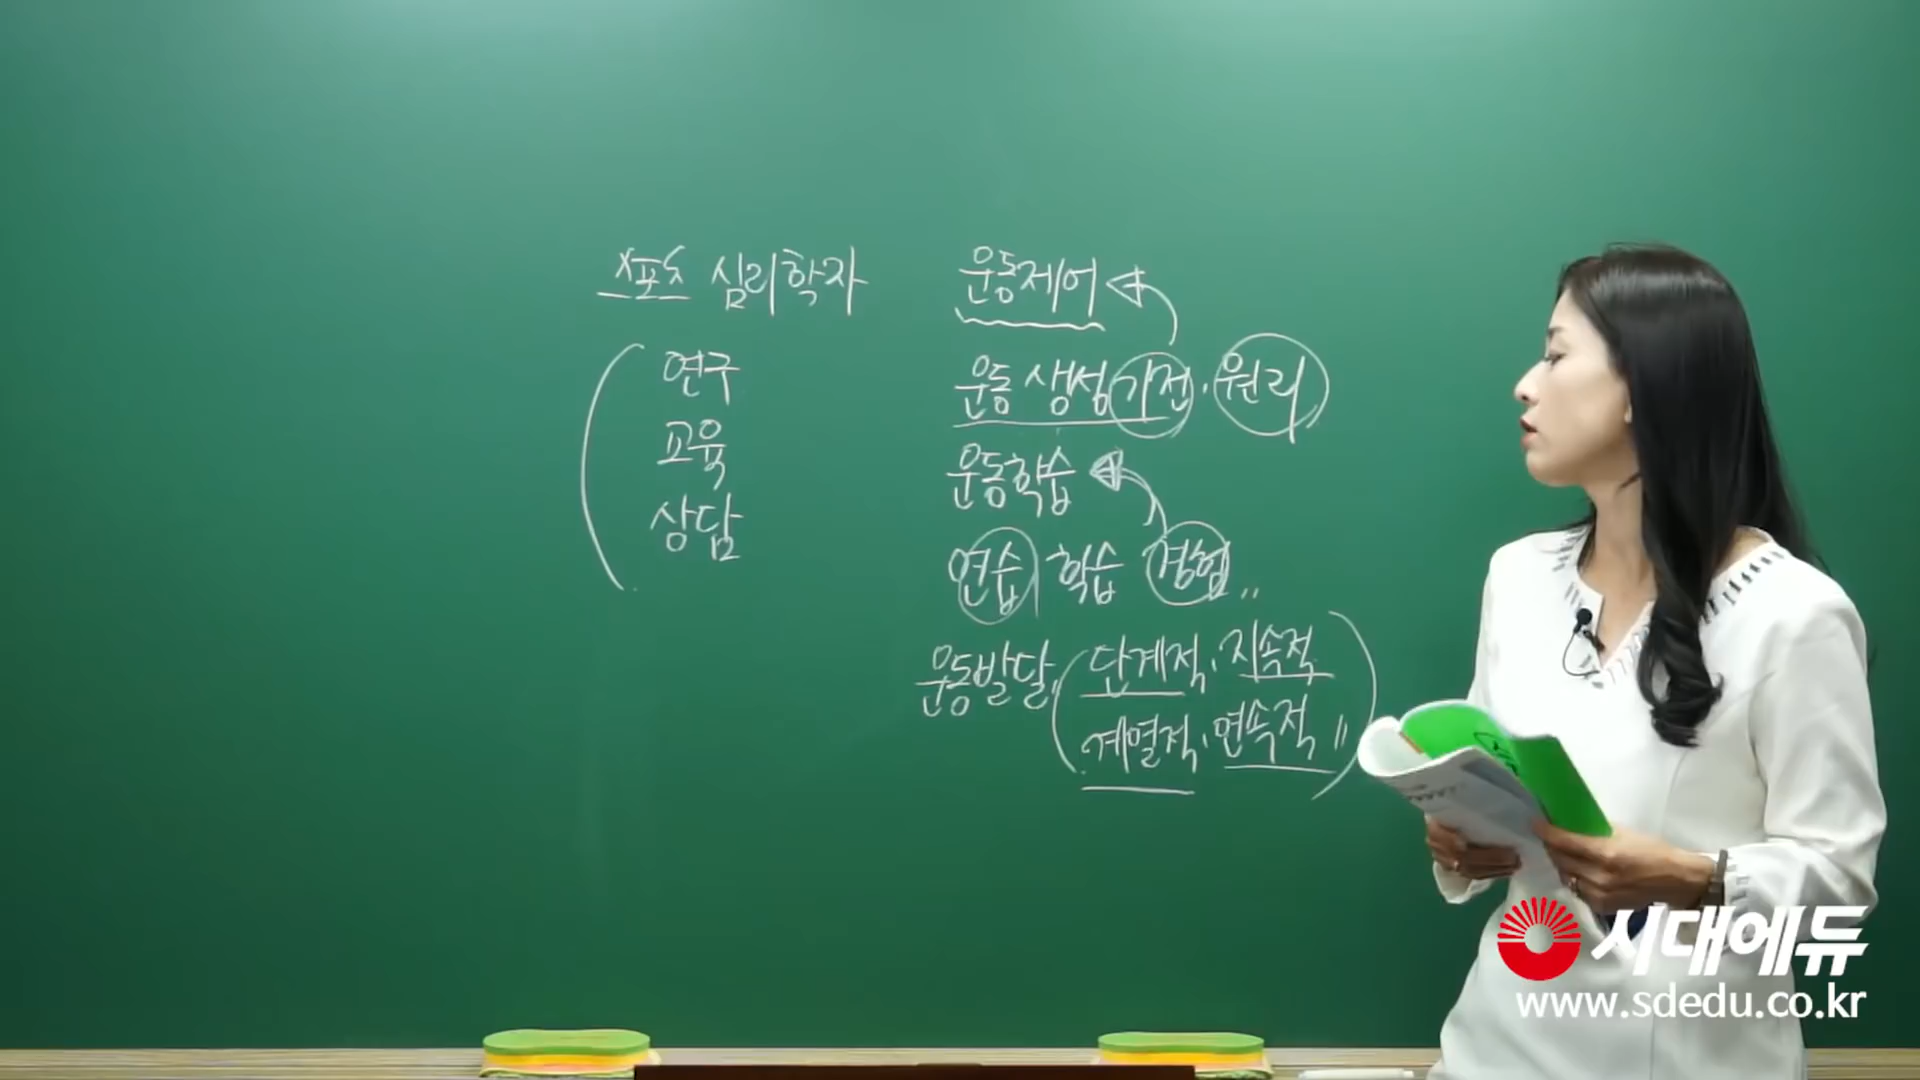 스포츠 심리학자
연구
교육
상담
운동제어
운동 생성 기전·원리
운동학습
연습 학습 경험
운동발달, 단계적, 지속적
계열적, 연속적
시대에듀
www.sdedu.co.kr